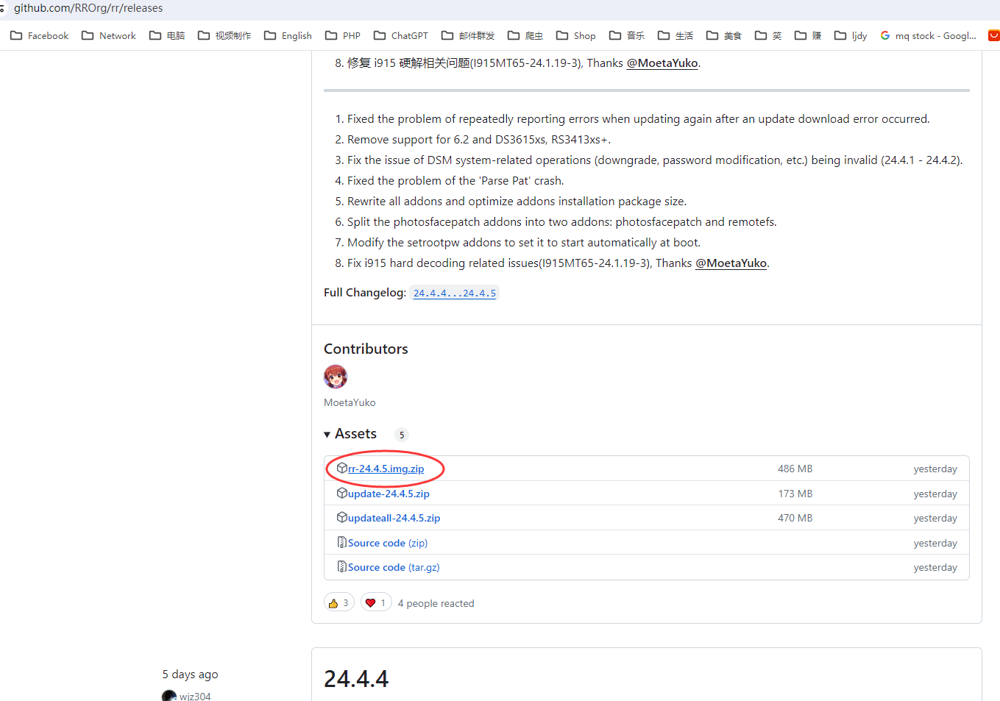 github.com/RROrg/rr/releases
Facebook Network 电脑 视频制作 English PHP ChatGPT 邮件群发 爬虫 Shop 音乐 生活 美食 笑 赚 ljdy mq stock - Googl...
8. 修复 i915 硬解相关问题(I915MT65-24.1.19-3), Thanks @MoetaYuko.
1. Fixed the problem of repeatedly reporting errors when updating again after an update download error occurred.
2. Remove support for 6.2 and DS3615xs, RS3413xs+.
3. Fix the issue of DSM system-related operations (downgrade, password modification, etc.) being invalid (24.4.1 - 24.4.2).
4. Fixed the problem of the 'Parse Pat' crash.
5. Rewrite all addons and optimize addons installation package size.
6. Split the photosfacepatch addons into two addons: photosfacepatch and remotefs.
7. Modify the setrootpw addons to set it to start automatically at boot.
8. Fix i915 hard decoding related issues(I915MT65-24.1.19-3), Thanks @MoetaYuko.
Full Changelog: 24.4.4...24.4.5
Contributors
MoetaYuko
Assets 5
rr-24.4.5.img.zip 486 MB yesterday
update-24.4.5.zip 173 MB yesterday
updateall-24.4.5.zip 470 MB yesterday
Source code (zip) yesterday
Source code (tar.gz) yesterday
3 1 4 people reacted
5 days ago
wjz304
24.4.4